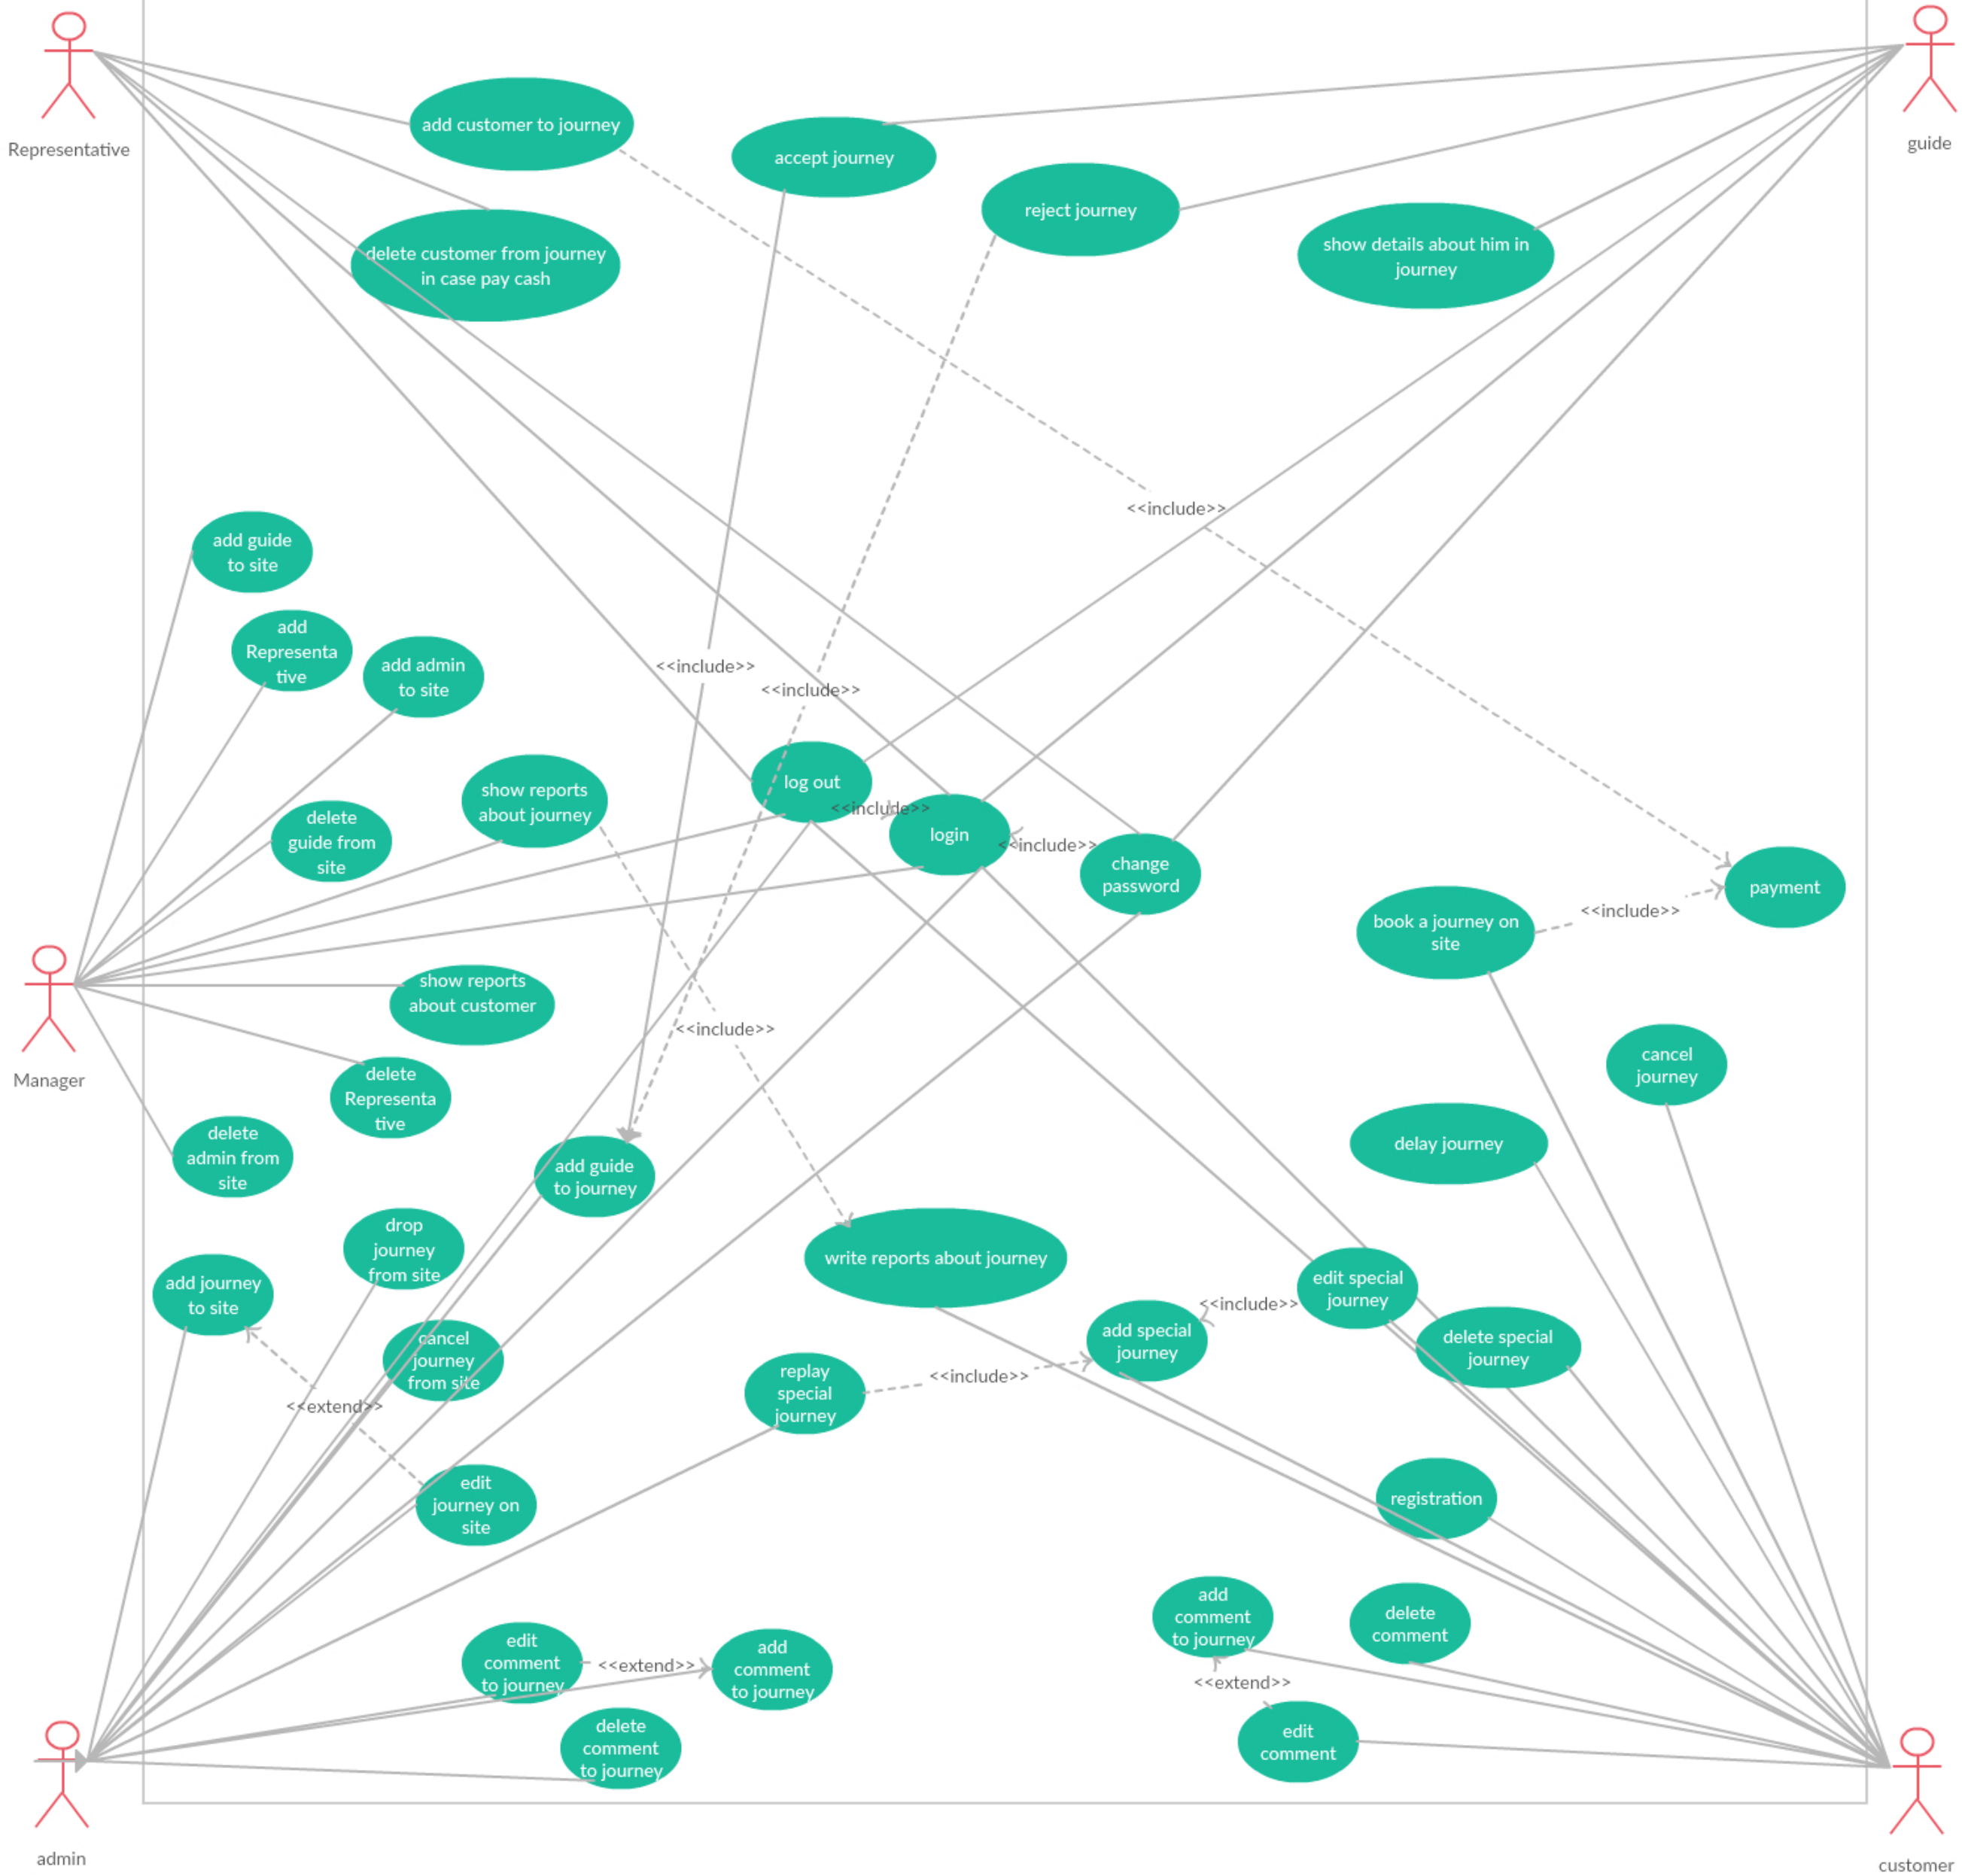 Representative
guide
add customer to journey
accept journey
reject journey
show details about him in
journey
delete customer from journey
in case pay cash
<<include>>
add guide
to site
add
Representa
tive
add admin
to site
<<include>>
<<include>>
show reports
about journey
log out
<<include>>
login
<<include>>
delete
guide from
site
change
password
payment
book a journey on
site
<<include>>
show reports
about customer
<<include>>
Manager
cancel
journey
delete
Representa
tive
delay journey
delete
admin from
site
add guide
to journey
drop
journey
from site
write reports about journey
add journey
to site
edit special
journey
<<include>>
add special
journey
delete special
journey
cancel
journey
from site
replay
special
journey
<<include>>
<<extend>>
edit
journey on
site
registration
add
comment
to journey
delete
comment
edit
comment
to journey
<<extend>>
add
comment
to journey
<<extend>>
delete
comment
to journey
edit
comment
admin
customer